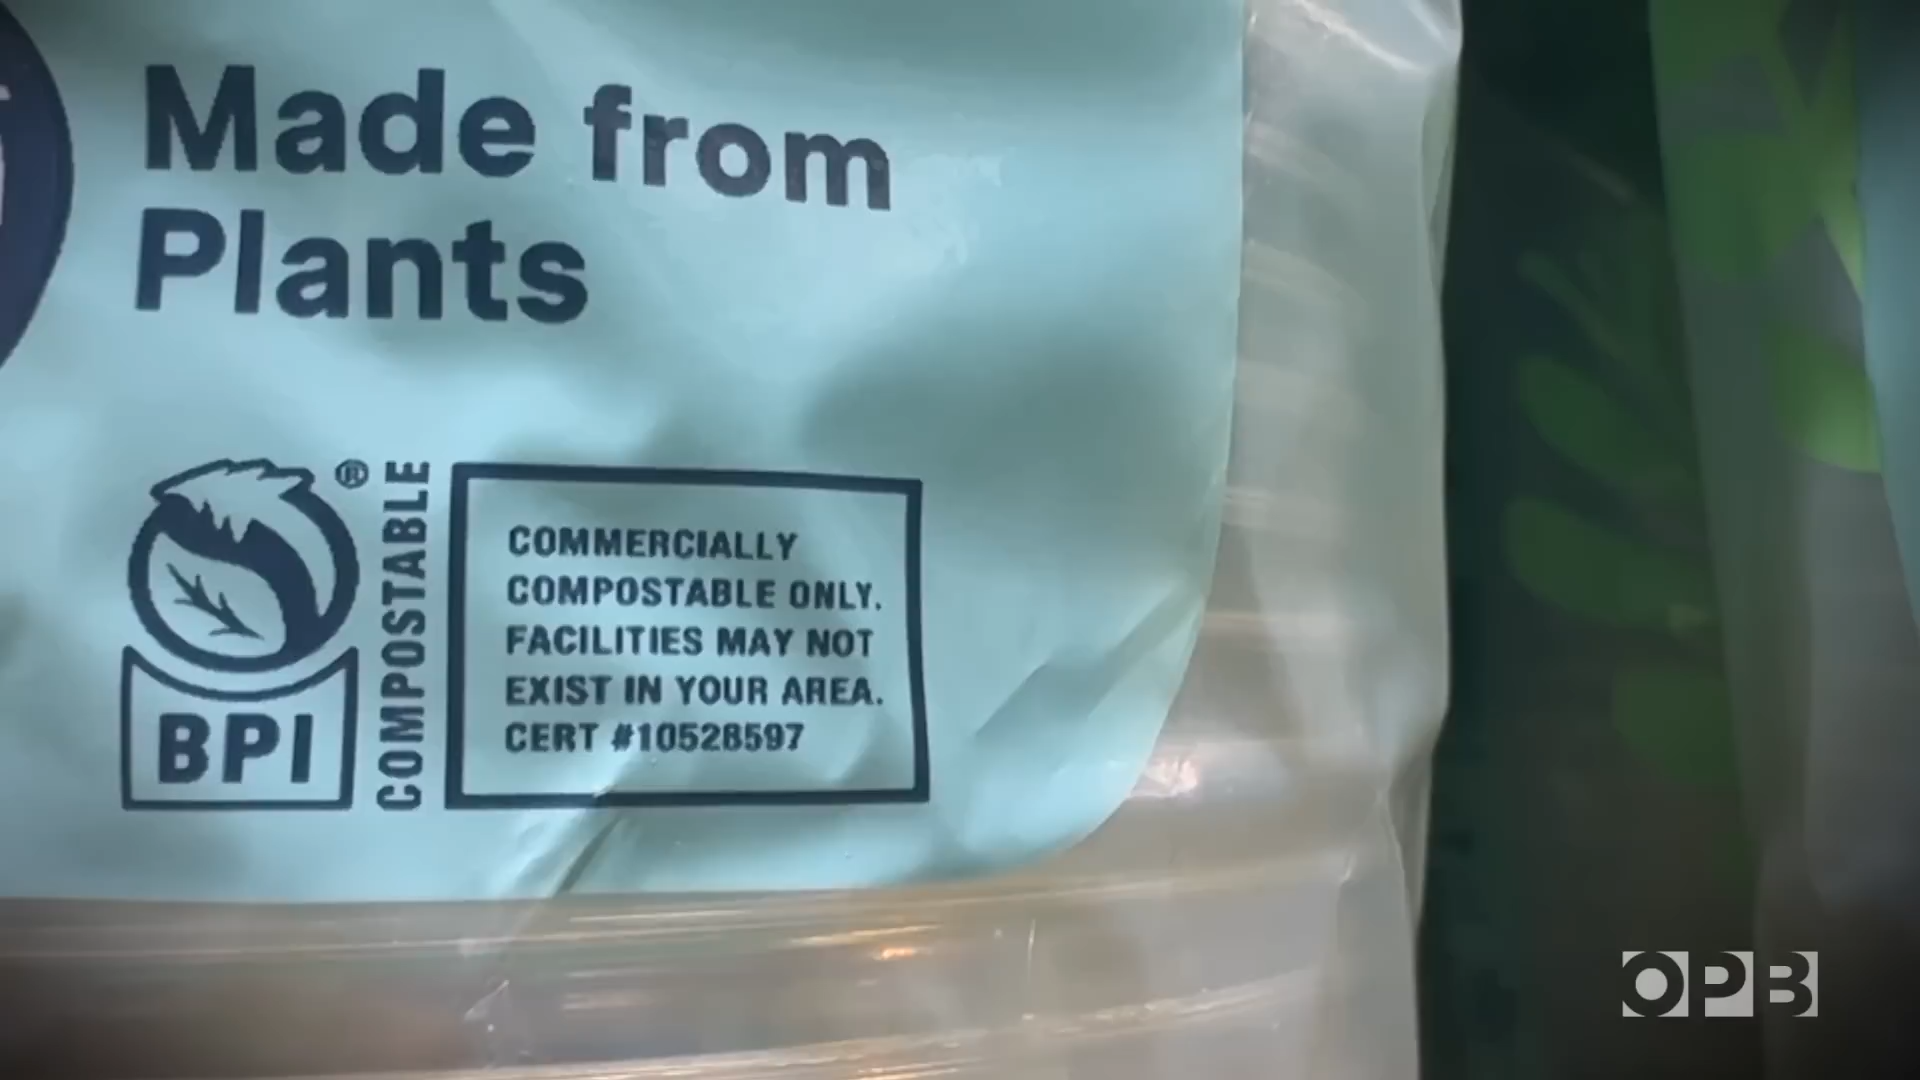 Made from
Plants
®
COMPOSTABLE
BPI
COMMERCIALLY
COMPOSTABLE ONLY.
FACILITIES MAY NOT
EXIST IN YOUR AREA.
CERT #10528597
OPB